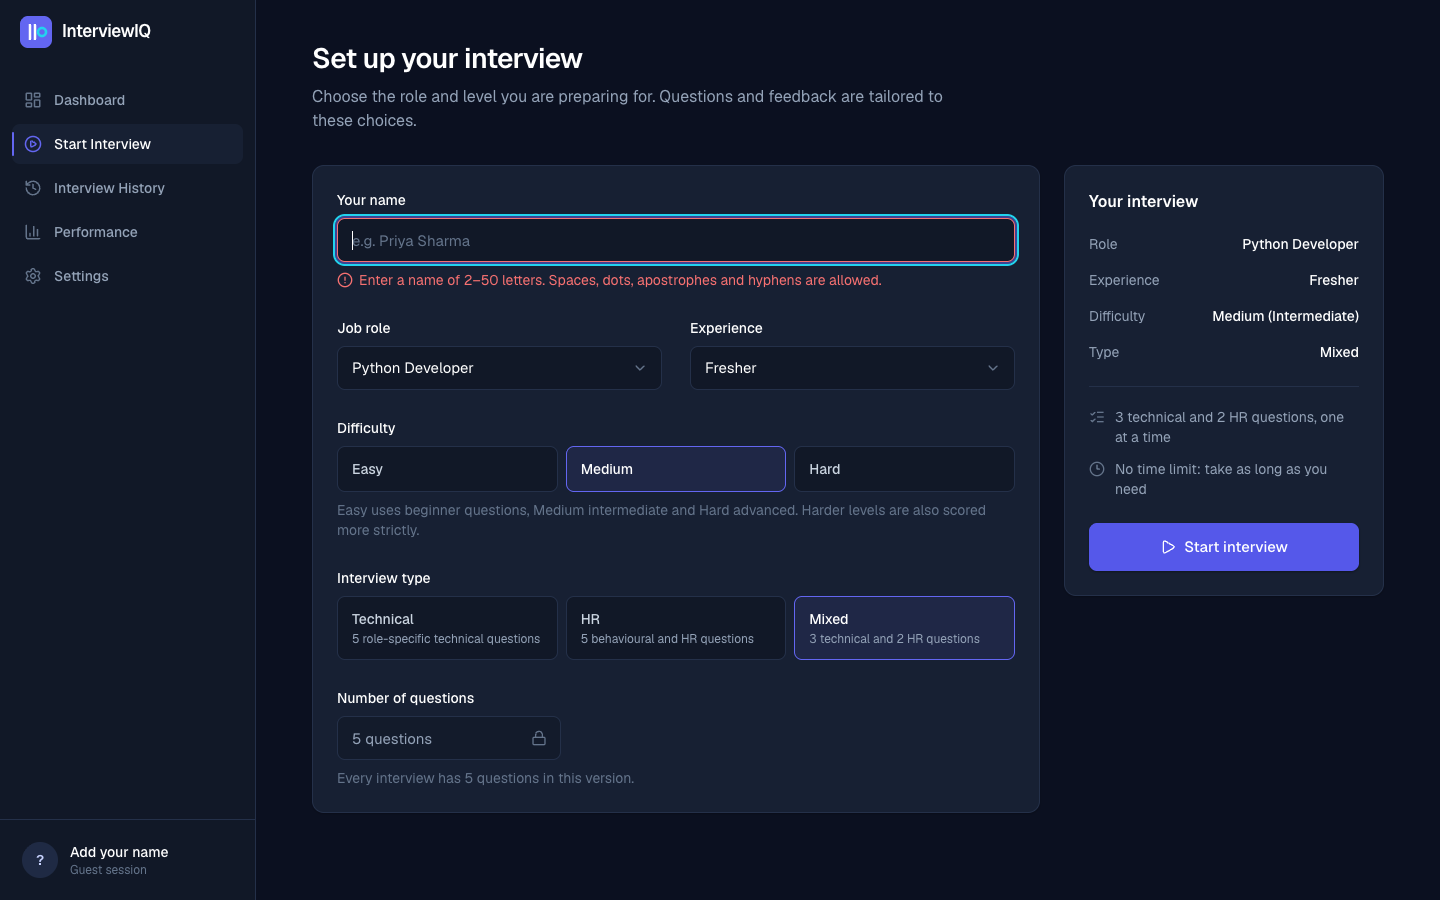 InterviewIQ
Dashboard
Start Interview
Interview History
Performance
Settings
Add your name
?
Guest session
Set up your interview
Choose the role and level you are preparing for. Questions and feedback are tailored to
these choices.
Your name
e.g. Priya Sharma
Enter a name of 2–50 letters. Spaces, dots, apostrophes and hyphens are allowed.
Job role
Experience
Python Developer
Fresher
Difficulty
Easy
Medium
Hard
Easy uses beginner questions, Medium intermediate and Hard advanced. Harder levels are also scored
more strictly.
Interview type
Technical
5 role-specific technical questions
HR
5 behavioural and HR questions
Mixed
3 technical and 2 HR questions
Number of questions
5 questions
Every interview has 5 questions in this version.
Your interview
Role Python Developer
Experience Fresher
Difficulty Medium (Intermediate)
Type Mixed
3 technical and 2 HR questions, one
at a time
No time limit: take as long as you
need
Start interview